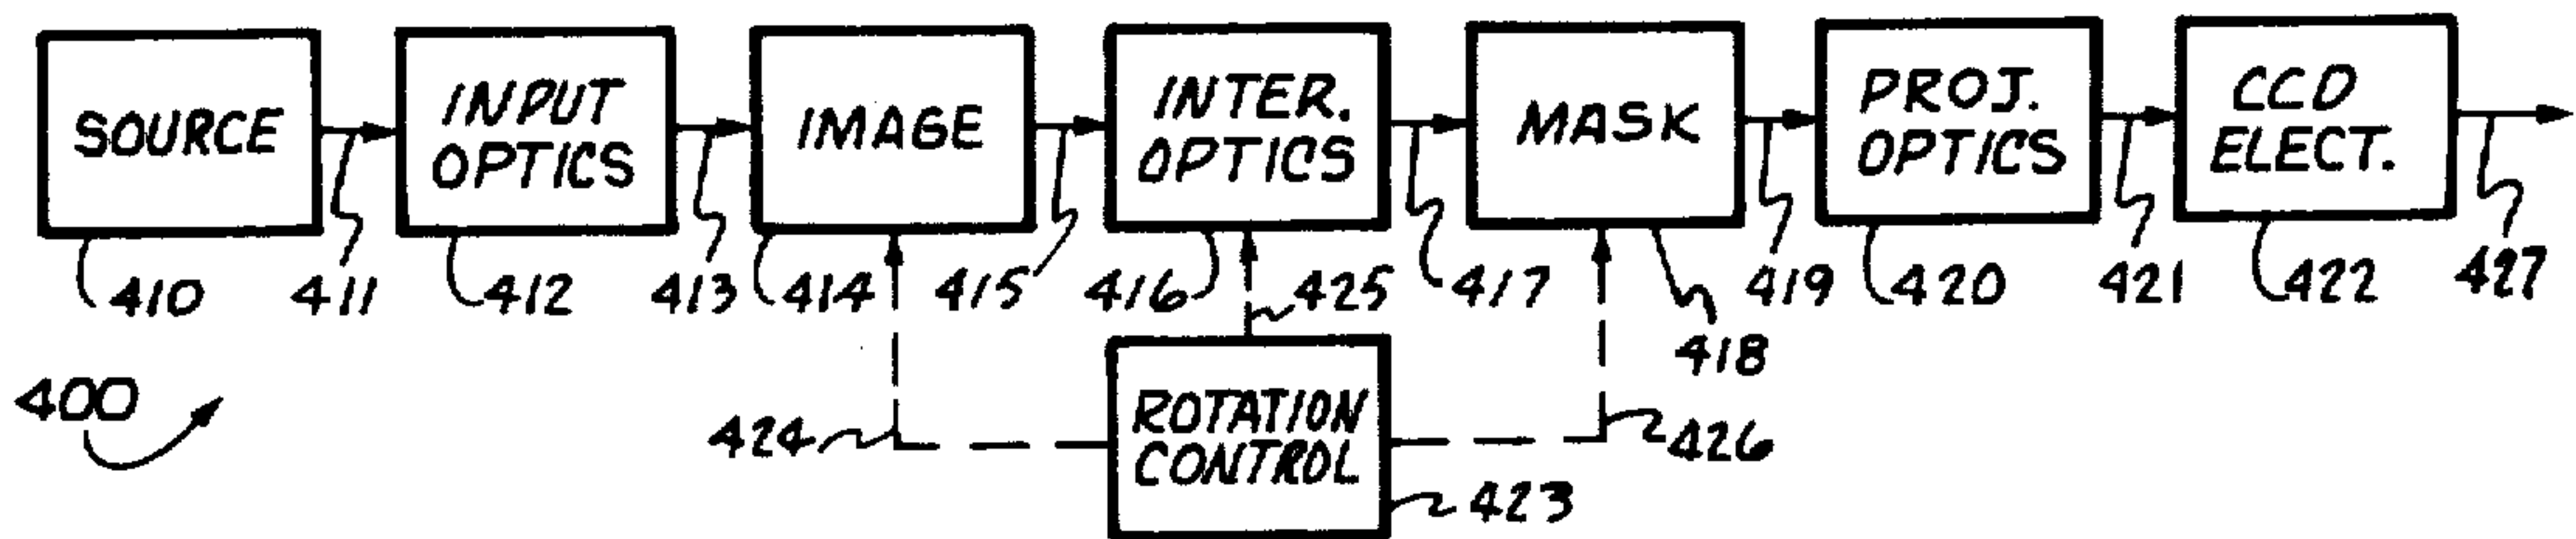 SOURCE
INPUT
OPTICS
IMAGE
INTER.
OPTICS
MASK
PROJ.
OPTICS
CCD
ELECT.
410
411
412
413
414
415
416
425
417
418
419
420
421
422
427
400
424
ROTATION
CONTROL
426
423